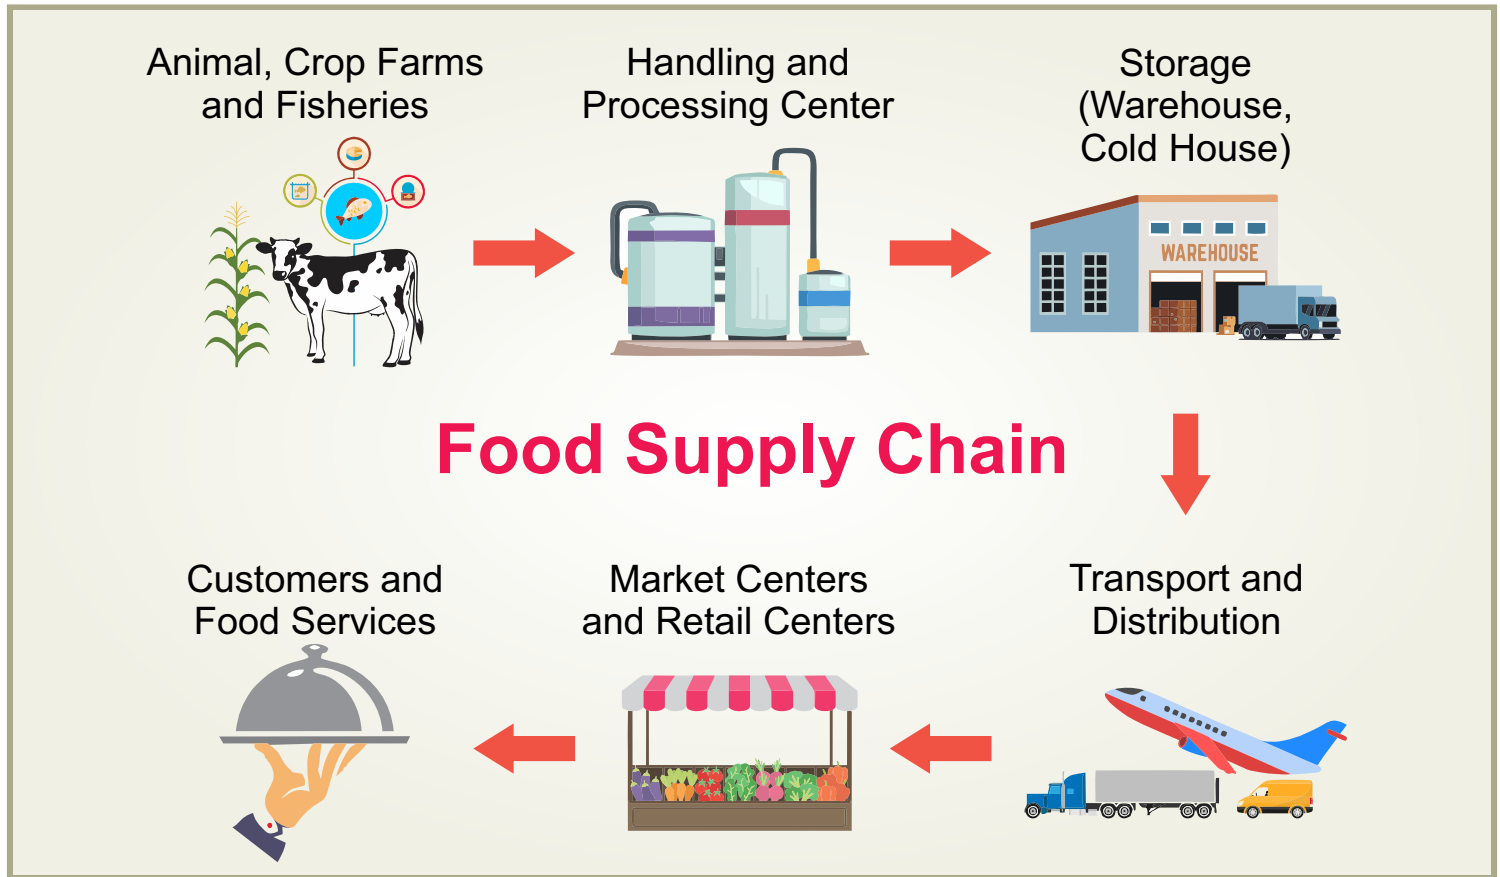 Animal, Crop Farms
and Fisheries
Handling and
Processing Center
Storage
(Warehouse,
Cold House)
WAREHOUSE
Food Supply Chain
Customers and
Food Services
Market Centers
and Retail Centers
Transport and
Distribution